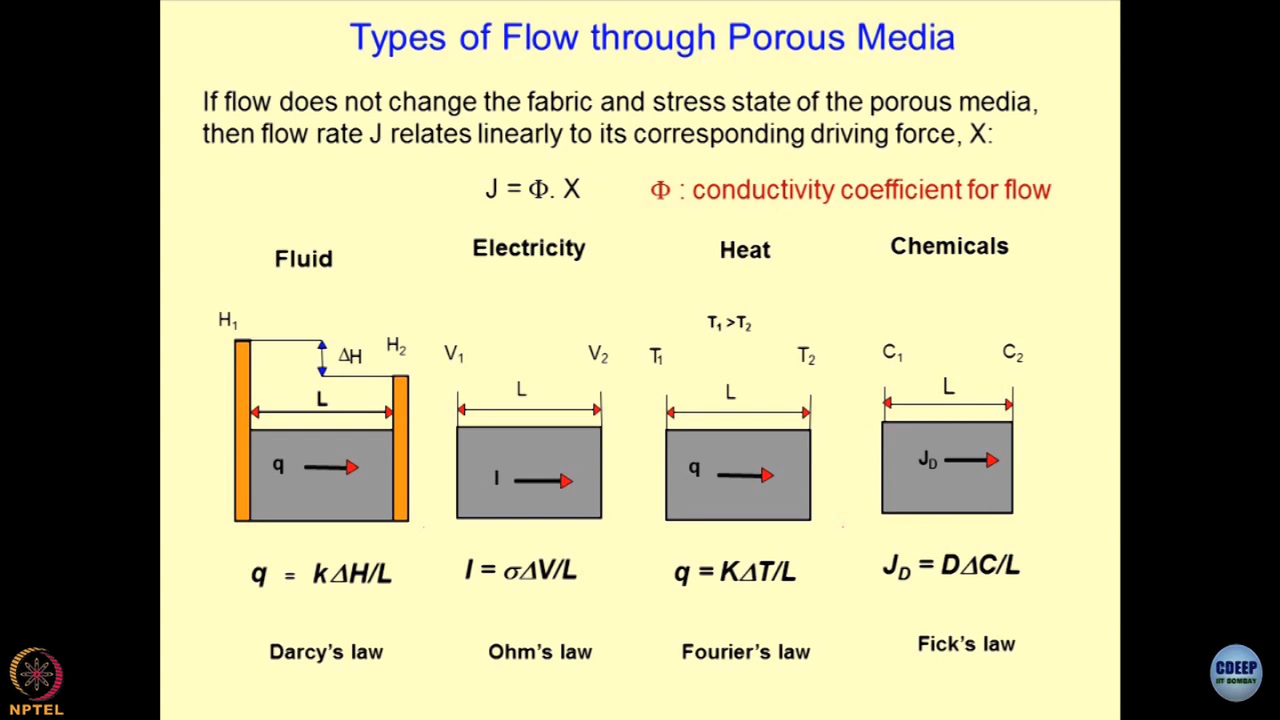 Types of Flow through Porous Media
If flow does not change the fabric and stress state of the porous media,
then flow rate J relates linearly to its corresponding driving force, X:
J = Φ. X
Φ : conductivity coefficient for flow
Fluid
Electricity
Heat
Chemicals
H₁
ΔH
H₂
L
q
V₁
V₂
L
I
T₁ >T₂
T₁
T₂
L
q
C₁
C₂
L
J_D
q = kΔH/L
I = σΔV/L
q = KΔT/L
J_D = DΔC/L
Darcy's law
Ohm's law
Fourier's law
Fick's law
NPTEL
CDEEP
IIT BOMBAY